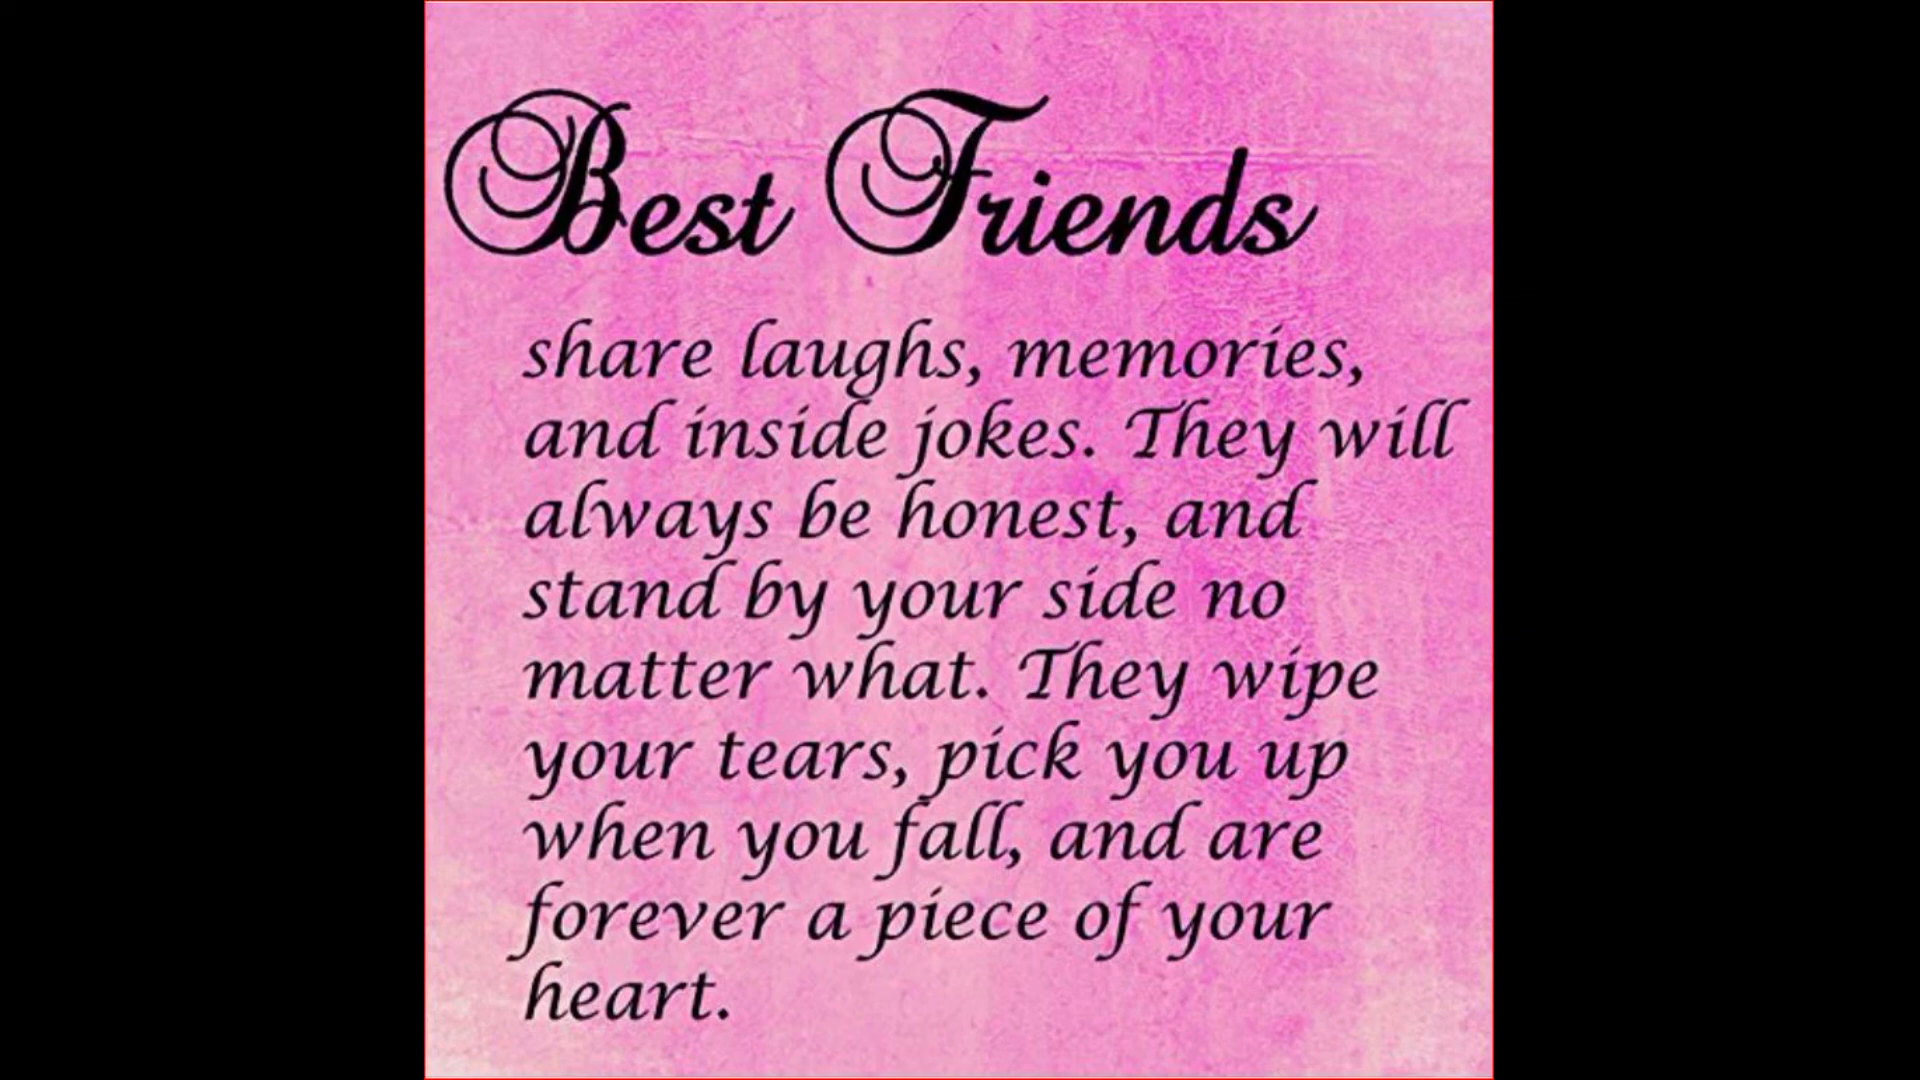 Best Friends
share laughs, memories,
and inside jokes. They will
always be honest, and
stand by your side no
matter what. They wipe
your tears, pick you up
when you fall, and are
forever a piece of your
heart.